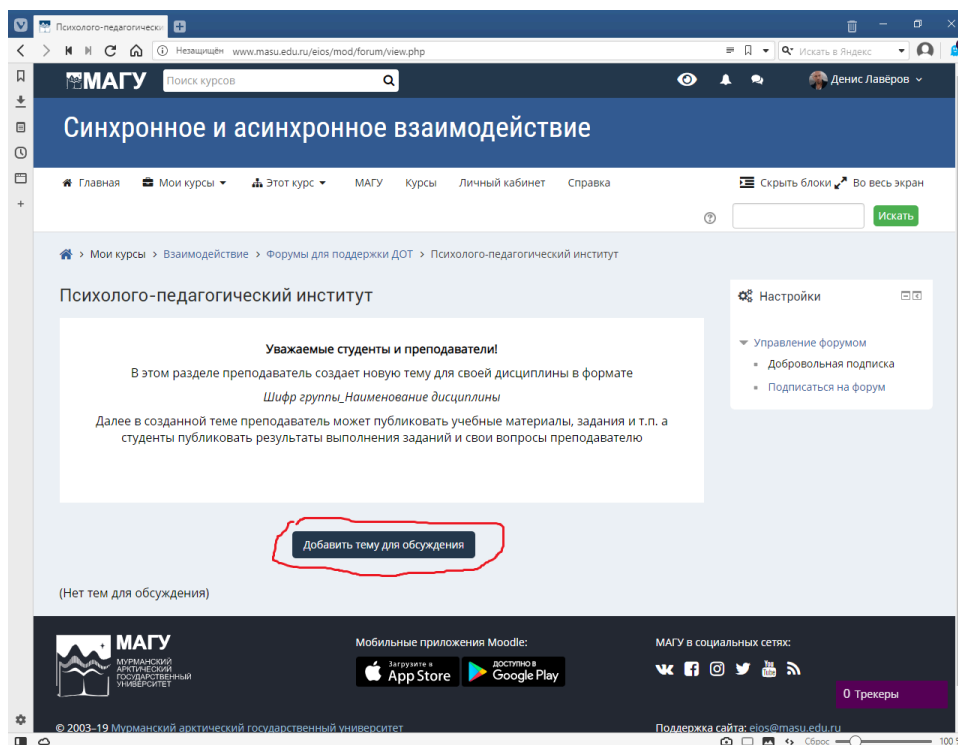 Психолого-педагогически
Незащищён www.masu.edu.ru/eios/mod/forum/view.php
Искать в Яндекс
МАГУ
Поиск курсов
Денис Лавёров
Синхронное и асинхронное взаимодействие
Главная Мои курсы Этот курс МАГУ Курсы Личный кабинет Справка
Скрыть блоки Во весь экран
Искать
> Мои курсы > Взаимодействие > Форумы для поддержки ДОТ > Психолого-педагогический институт
Психолого-педагогический институт
Настройки
Уважаемые студенты и преподаватели!
В этом разделе преподаватель создает новую тему для своей дисциплины в формате
Шифр группы_Наименование дисциплины
Далее в созданной теме преподаватель может публиковать учебные материалы, задания и т.п. а
студенты публиковать результаты выполнения заданий и свои вопросы преподавателю
Управление форумом
Добровольная подписка
Подписаться на форум
Добавить тему для обсуждения
(Нет тем для обсуждения)
МАГУ
МУРМАНСКИЙ
АРКТИЧЕСКИЙ
ГОСУДАРСТВЕННЫЙ
УНИВЕРСИТЕТ
Мобильные приложения Moodle:
Загрузите в
App Store
ДОСТУПНО В
Google Play
МАГУ в социальных сетях:
You
Tube
0 Трекеры
© 2003–19 Мурманский арктический государственный университет
Поддержка сайта: eios@masu.edu.ru
Сброс
100 %